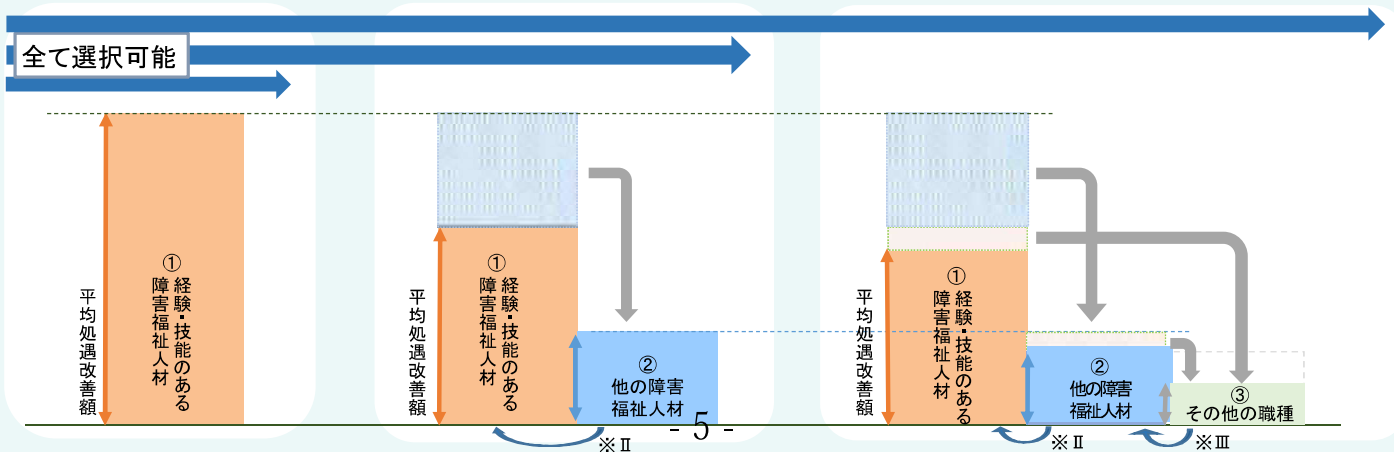 全て選択可能
平均処遇改善額
①
経験・技能のある
障害福祉人材
平均処遇改善額
①
経験・技能のある
障害福祉人材
②
他の障害
福祉人材
※Ⅱ
- 5 -
平均処遇改善額
①
経験・技能のある
障害福祉人材
②
他の障害
福祉人材
③
その他の職種
※Ⅱ
※Ⅲ